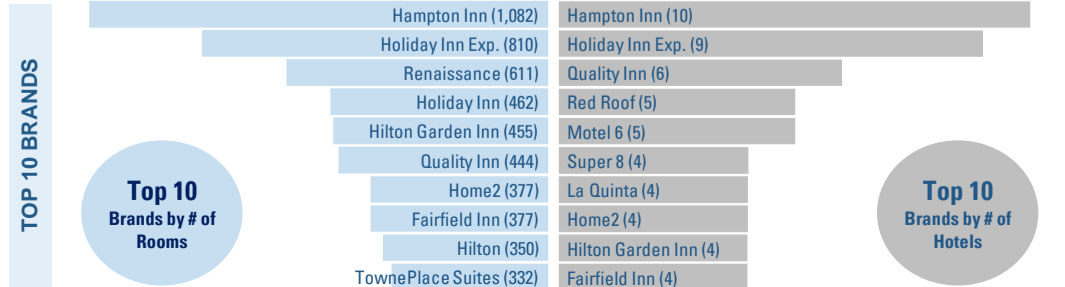 TOP 10 BRANDS
Hampton Inn (1,082)
Holiday Inn Exp. (810)
Renaissance (611)
Holiday Inn (462)
Hilton Garden Inn (455)
Quality Inn (444)
Home2 (377)
Fairfield Inn (377)
Hilton (350)
TownePlace Suites (332)
Top 10
Brands by # of
Rooms
Hampton Inn (10)
Holiday Inn Exp. (9)
Quality Inn (6)
Red Roof (5)
Motel 6 (5)
Super 8 (4)
La Quinta (4)
Home2 (4)
Hilton Garden Inn (4)
Fairfield Inn (4)
Top 10
Brands by # of
Hotels